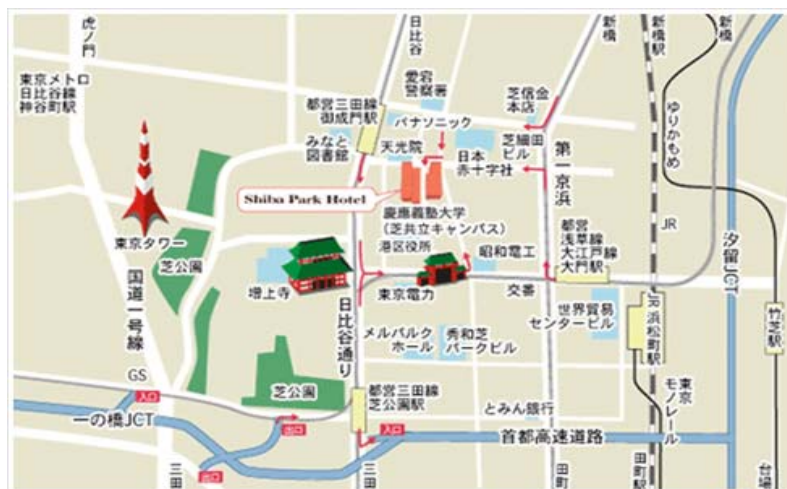 虎ノ門
日比谷
新橋
新橋駅
新橋
東京メトロ
日比谷線
神谷町駅
愛宕
警察署
芝信金
本店
都営三田線
御成門駅
パナソニック
みなと
図書館
天光院
日本
赤十字社
芝細田
ビル
第一京浜
ゆりかもめ
Shiba Park Hotel
慶應義塾大学
(芝共立キャンパス)
港区役所
東京タワー
芝公園
昭和電工
都営
浅草線
大江戸線
大門駅
JR
汐留JCT
増上寺
東京電力
交番
国道一号線
日比谷通り
世界貿易
センタービル
JR浜松町駅
竹芝駅
メルパルク
ホール
秀和芝
パークビル
GS
入口
芝公園
都営三田線
芝公園駅
とみん銀行
東京
モノレール
一の橋JCT
出口
入口
首都高速道路
出口
三田
三田
田町
田町駅
台場